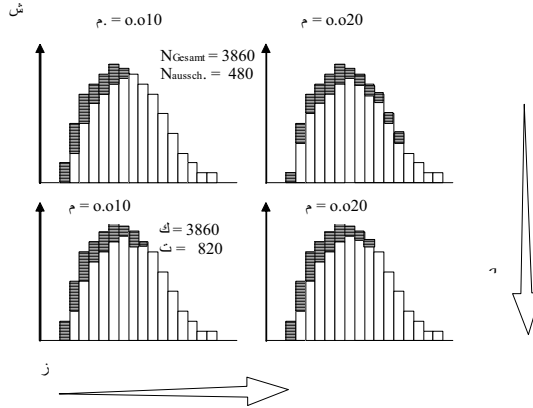 ش
م. = o.o10
م = o.o20
NGesamt = 3860
Naussch. = 480
م = o.o10
م = o.o20
ك = 3860
ت = 820
ز